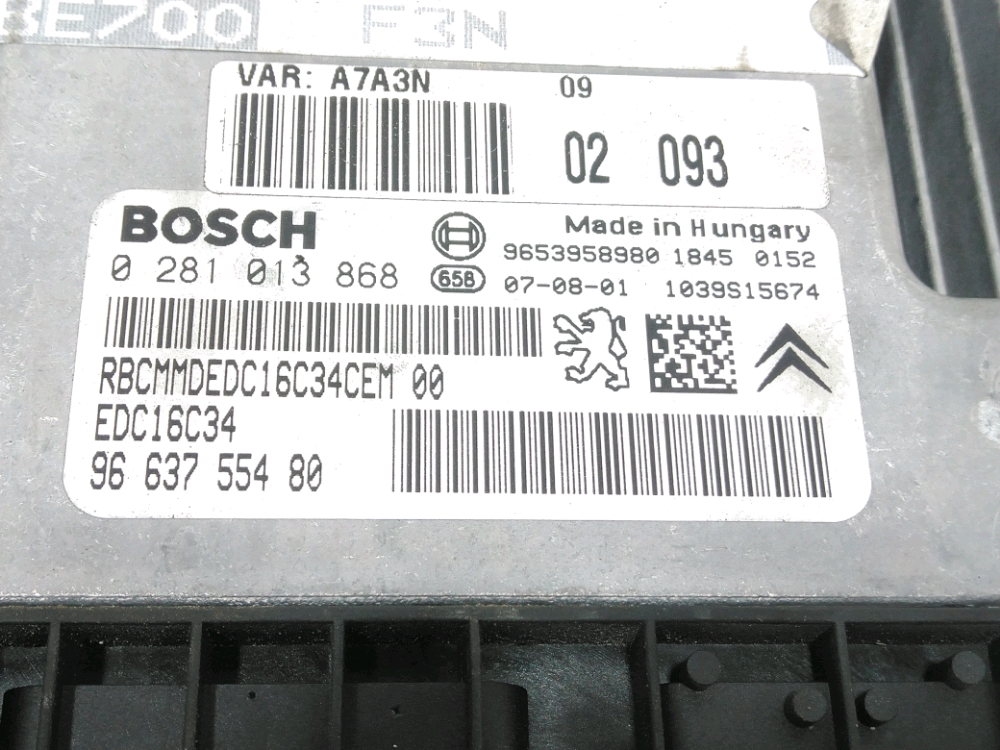 BE700 F3N
VAR: A7A3N 09
02 093
BOSCH
Made in Hungary
9653958980 1845 0152
0 281 013 868
658 07-08-01 1039S15674
RBCMMDEDC16C34CEM 00
EDC16C34
96 637 554 80